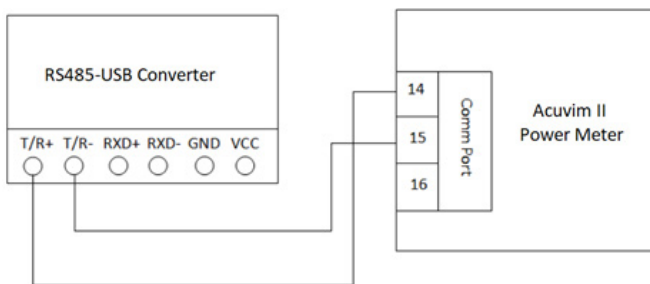 RS485-USB Converter
T/R+ T/R- RXD+ RXD- GND VCC
14
15
16
Comm Port
Acuvim II
Power Meter